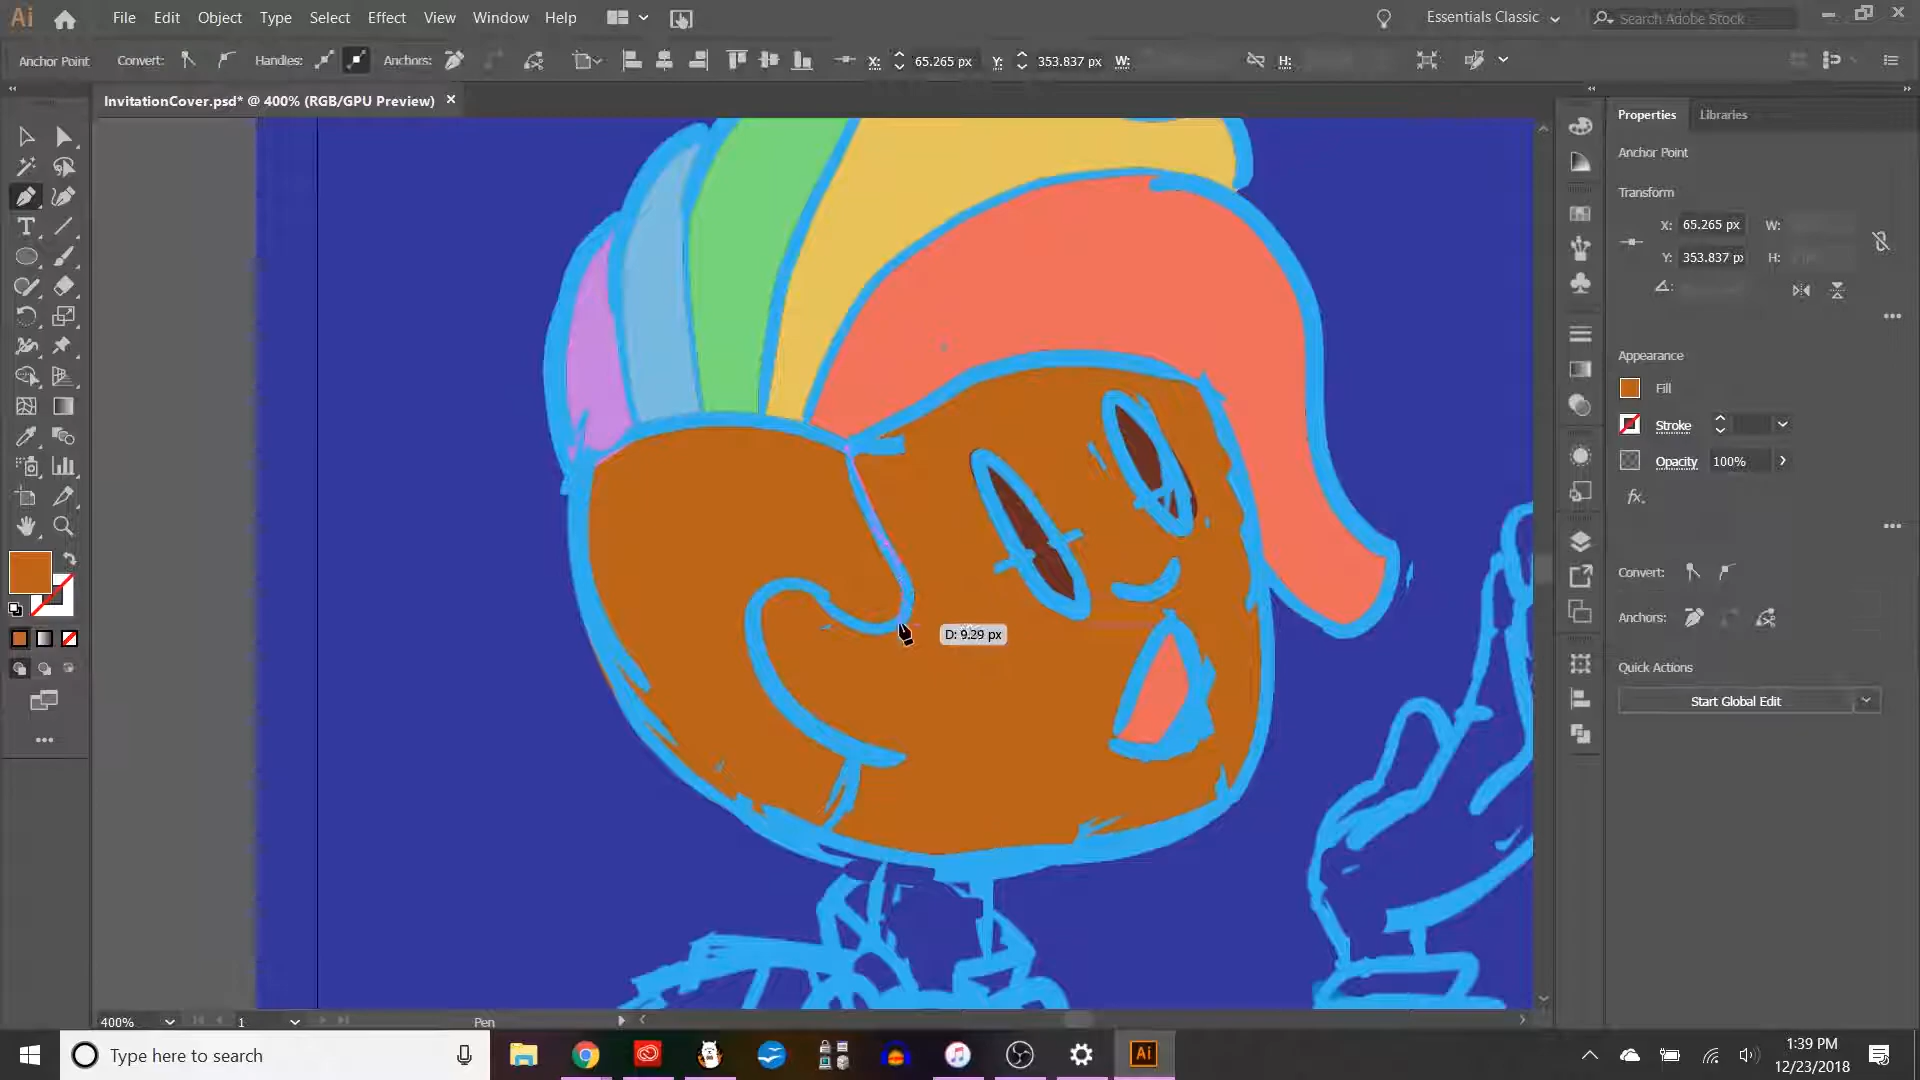 Ai File Edit Object Type Select Effect View Window Help Essentials Classic Search Adobe Stock
Anchor Point Convert: Handles: Anchors: X: 65.265 px Y: 353.837 px W: H:
InvitationCover.psd* @ 400% (RGB/GPU Preview) ×
Properties Libraries
Anchor Point
Transform
X: 65.265 px W:
Y: 353.837 px H:
Appearance
Fill
Stroke
Opacity 100%
fx.
Convert:
Anchors:
Quick Actions
Start Global Edit
D: 9.29 px
400% 1 Pen
Type here to search
Ai
1:39 PM
12/23/2018